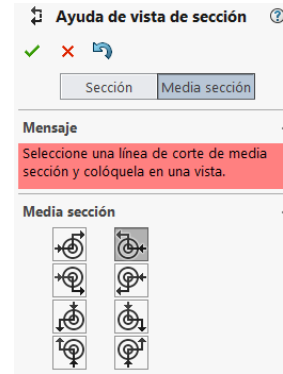 Ayuda de vista de sección
Sección
Media sección
Mensaje
Seleccione una línea de corte de media
sección y colóquela en una vista.
Media sección